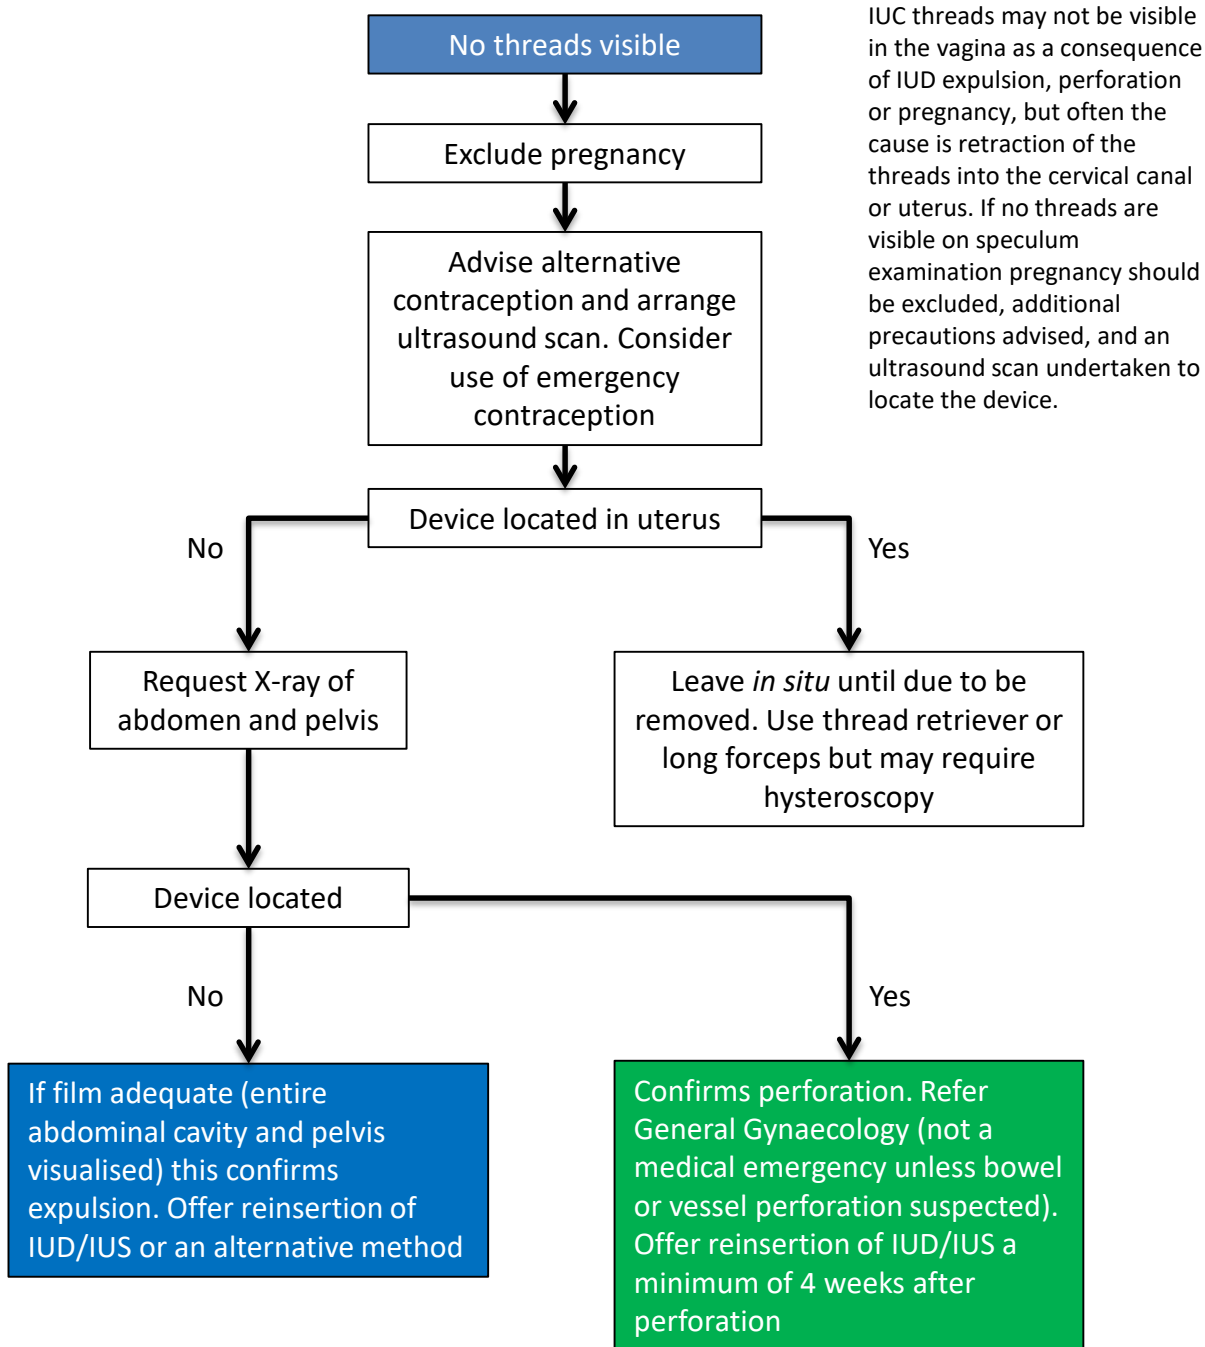 No threads visible
IUC threads may not be visible
in the vagina as a consequence
of IUD expulsion, perforation
or pregnancy, but often the
cause is retraction of the
threads into the cervical canal
or uterus. If no threads are
visible on speculum
examination pregnancy should
be excluded, additional
precautions advised, and an
ultrasound scan undertaken to
locate the device.
Exclude pregnancy
Advise alternative
contraception and arrange
ultrasound scan. Consider
use of emergency
contraception
Device located in uterus
No
Yes
Request X-ray of
abdomen and pelvis
Leave in situ until due to be
removed. Use thread retriever or
long forceps but may require
hysteroscopy
Device located
No
Yes
If film adequate (entire
abdominal cavity and pelvis
visualised) this confirms
expulsion. Offer reinsertion of
IUD/IUS or an alternative method
Confirms perforation. Refer
General Gynaecology (not a
medical emergency unless bowel
or vessel perforation suspected).
Offer reinsertion of IUD/IUS a
minimum of 4 weeks after
perforation